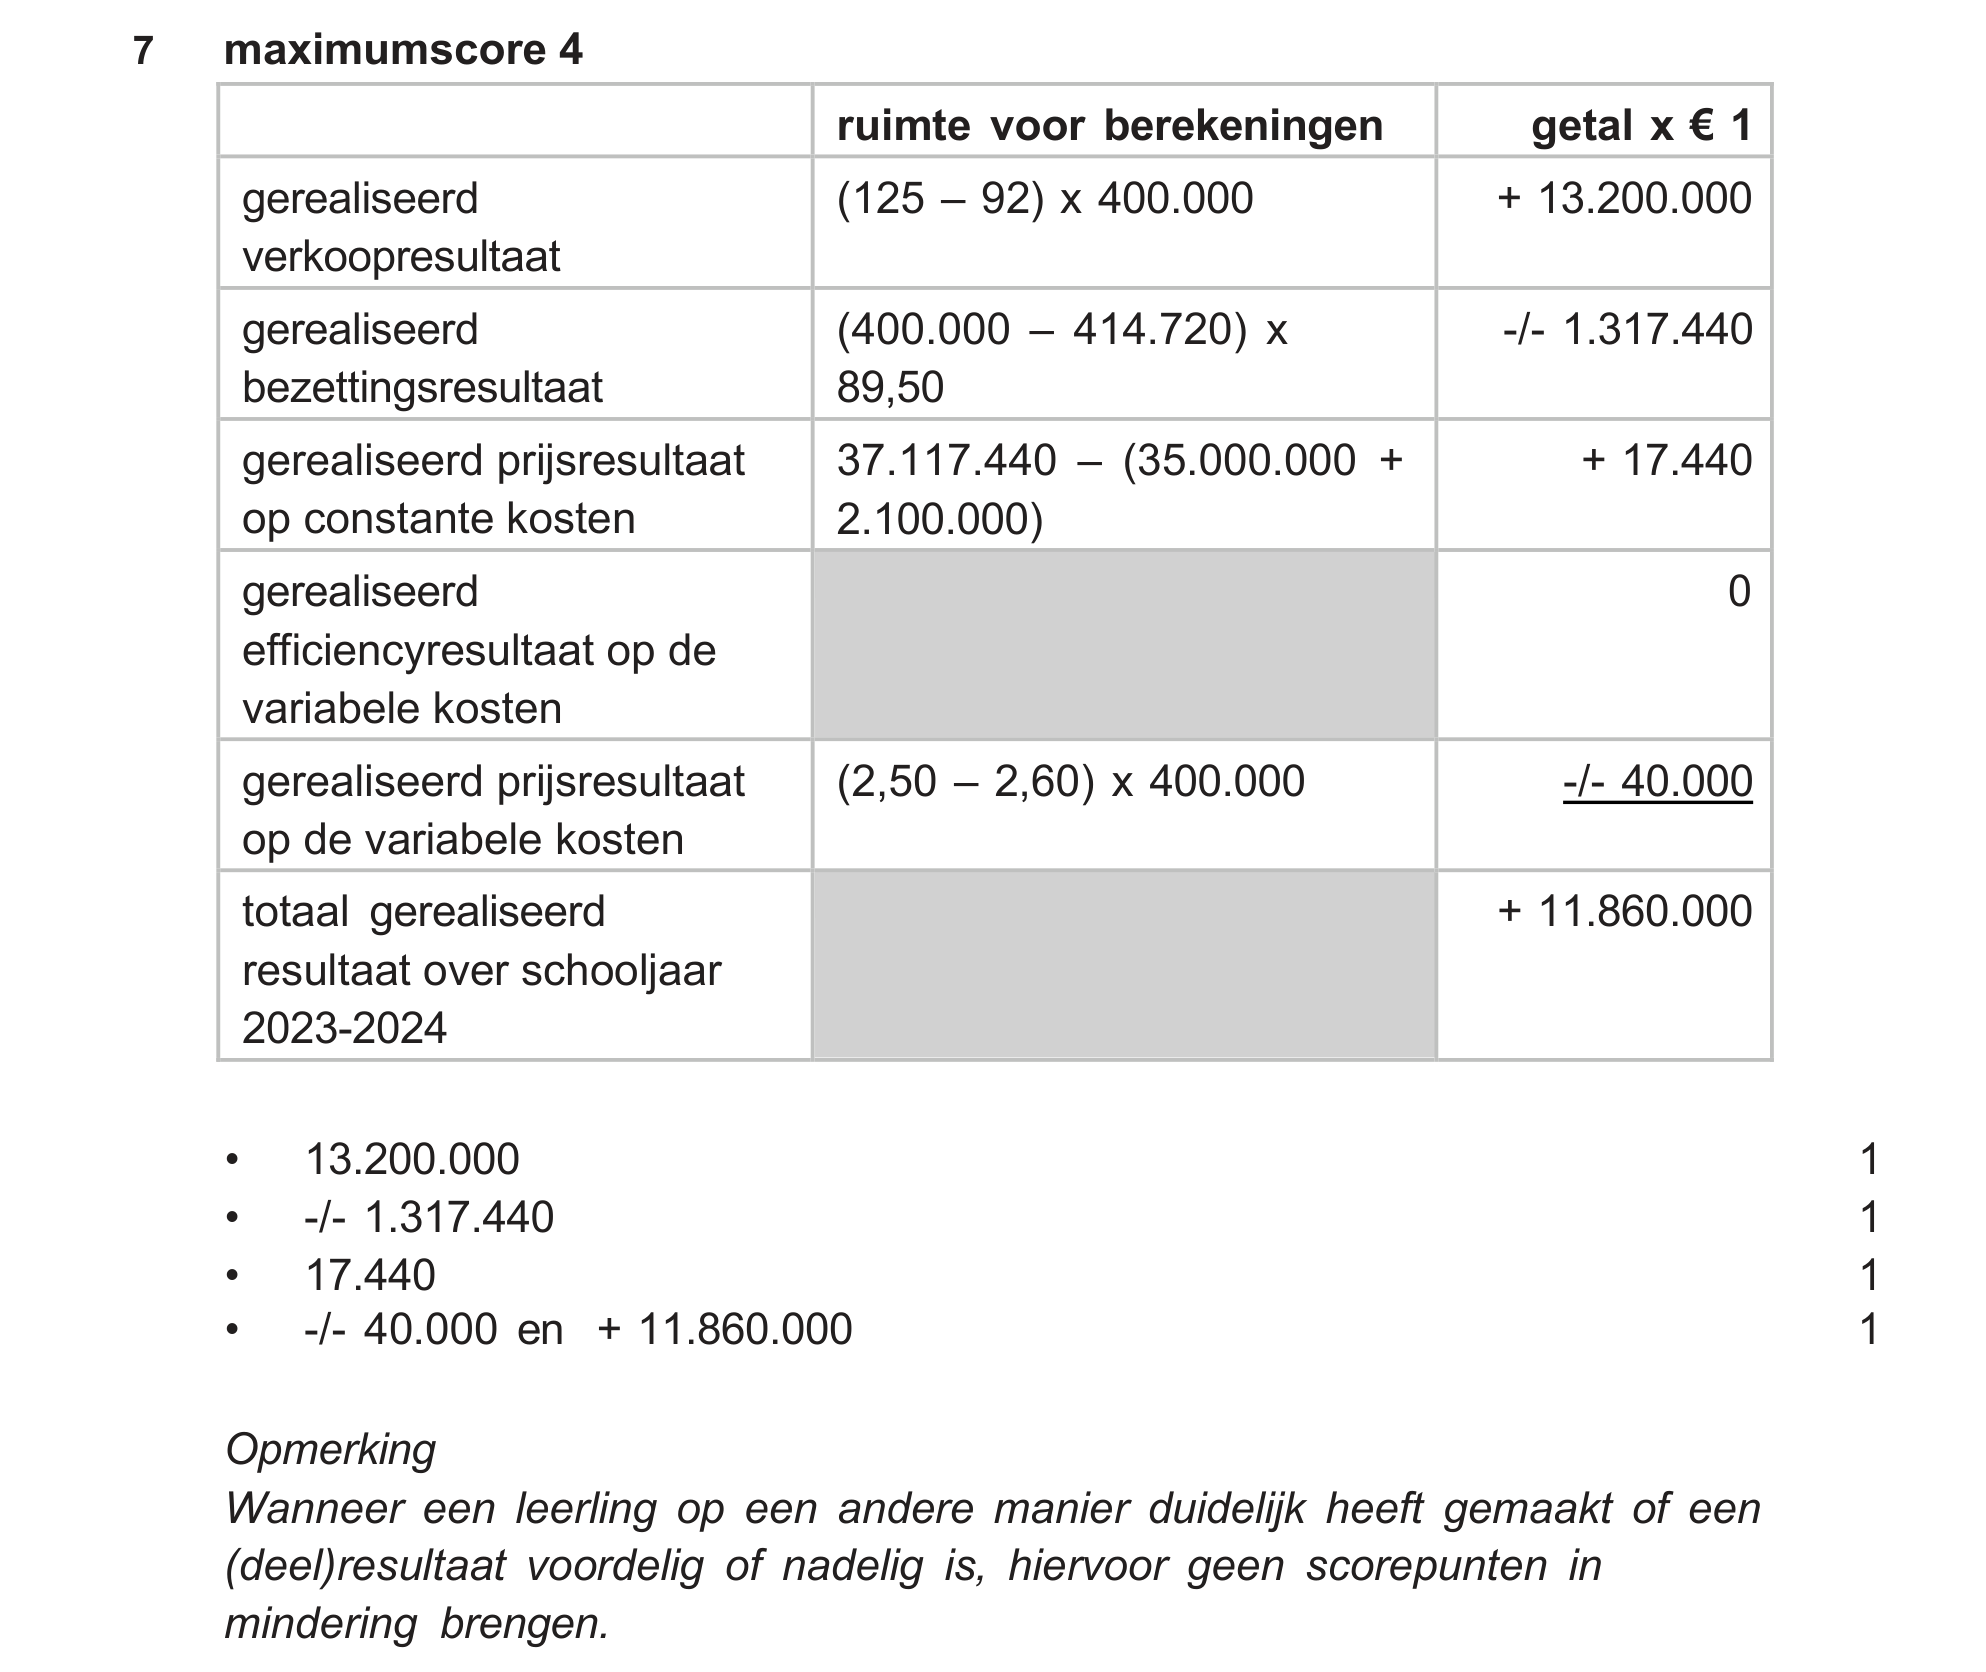 7 maximumscore 4
ruimte voor berekeningen getal x € 1
gerealiseerd (125 – 92) x 400.000 + 13.200.000
verkoopresultaat
gerealiseerd (400.000 – 414.720) x -/- 1.317.440
bezettingsresultaat 89,50
gerealiseerd prijsresultaat 37.117.440 – (35.000.000 + + 17.440
op constante kosten 2.100.000)
gerealiseerd 0
efficiencyresultaat op de
variabele kosten
gerealiseerd prijsresultaat (2,50 – 2,60) x 400.000 -/- 40.000
op de variabele kosten
totaal gerealiseerd + 11.860.000
resultaat over schooljaar
2023-2024
• 13.200.000 1
• -/- 1.317.440 1
• 17.440 1
• -/- 40.000 en + 11.860.000 1
Opmerking
Wanneer een leerling op een andere manier duidelijk heeft gemaakt of een
(deel)resultaat voordelig of nadelig is, hiervoor geen scorepunten in
mindering brengen.